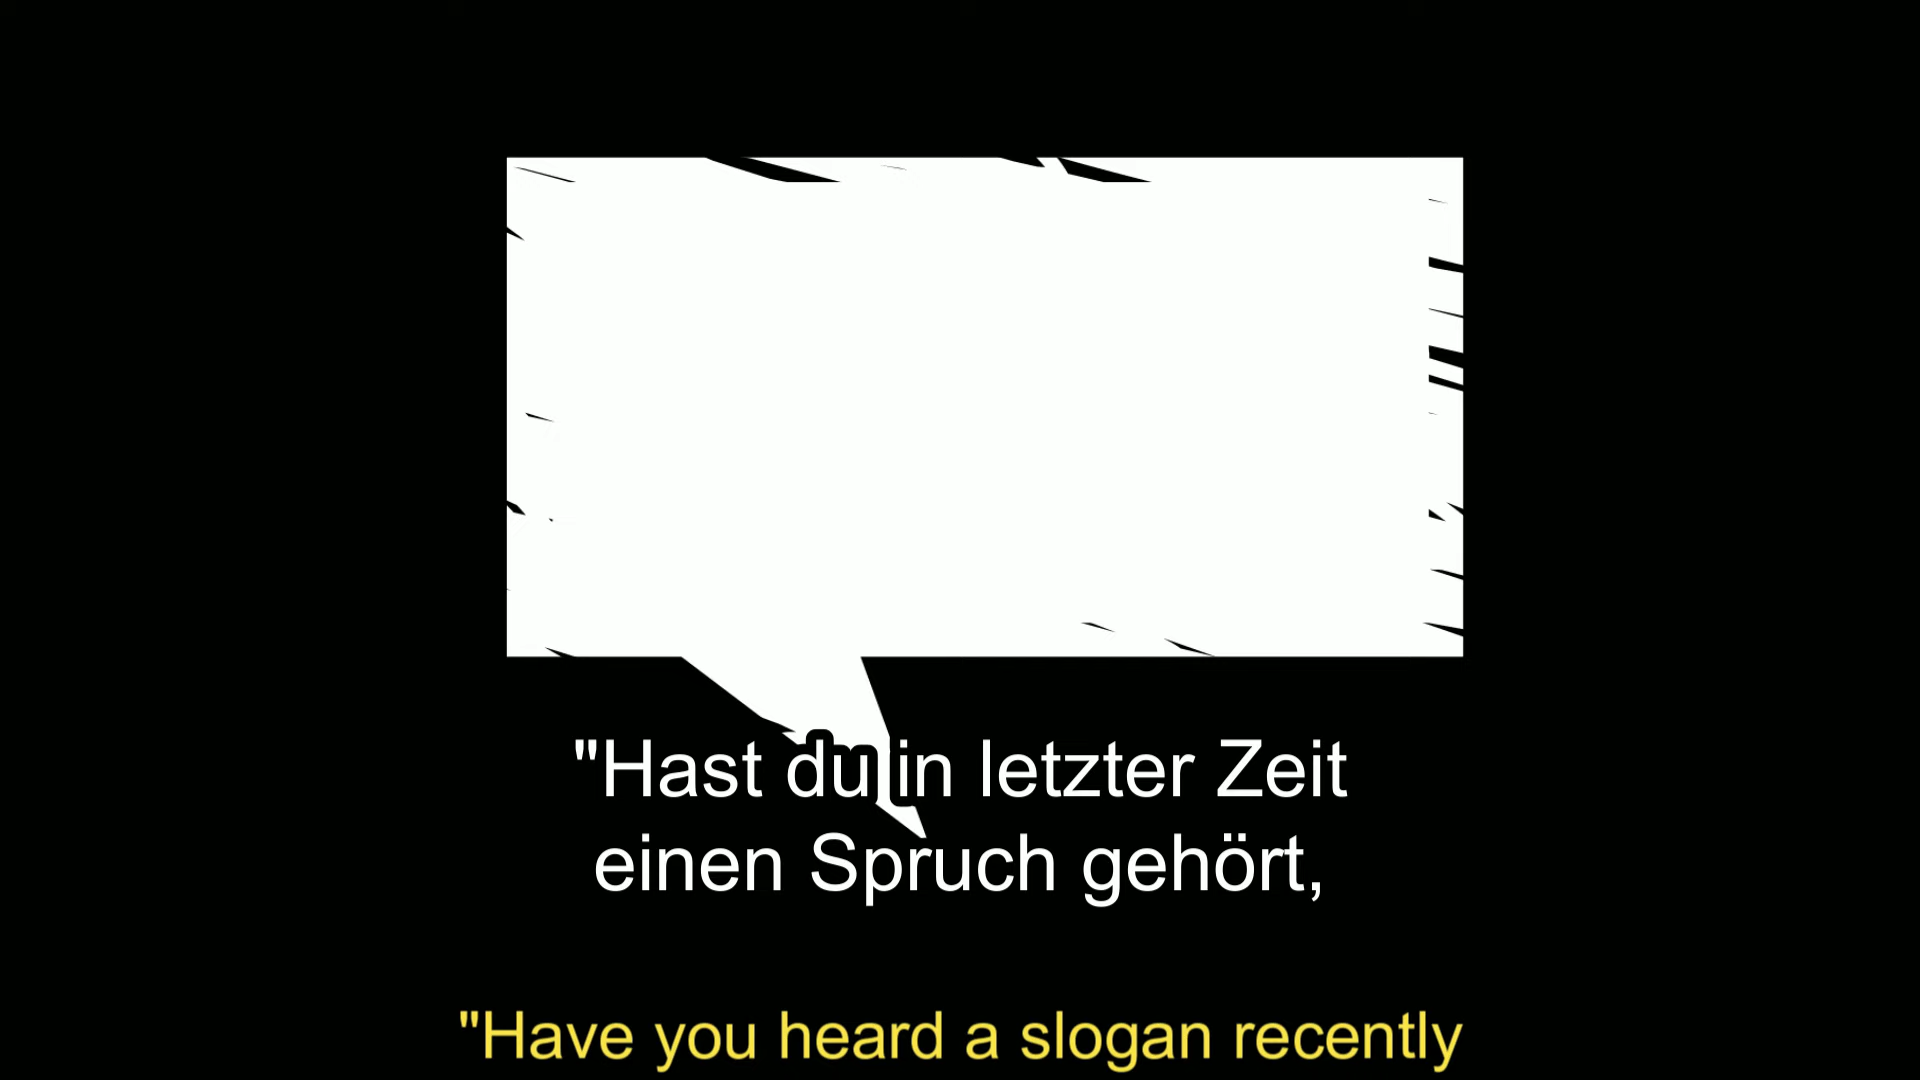 "Hast du in letzter Zeit
einen Spruch gehört,
"Have you heard a slogan recently